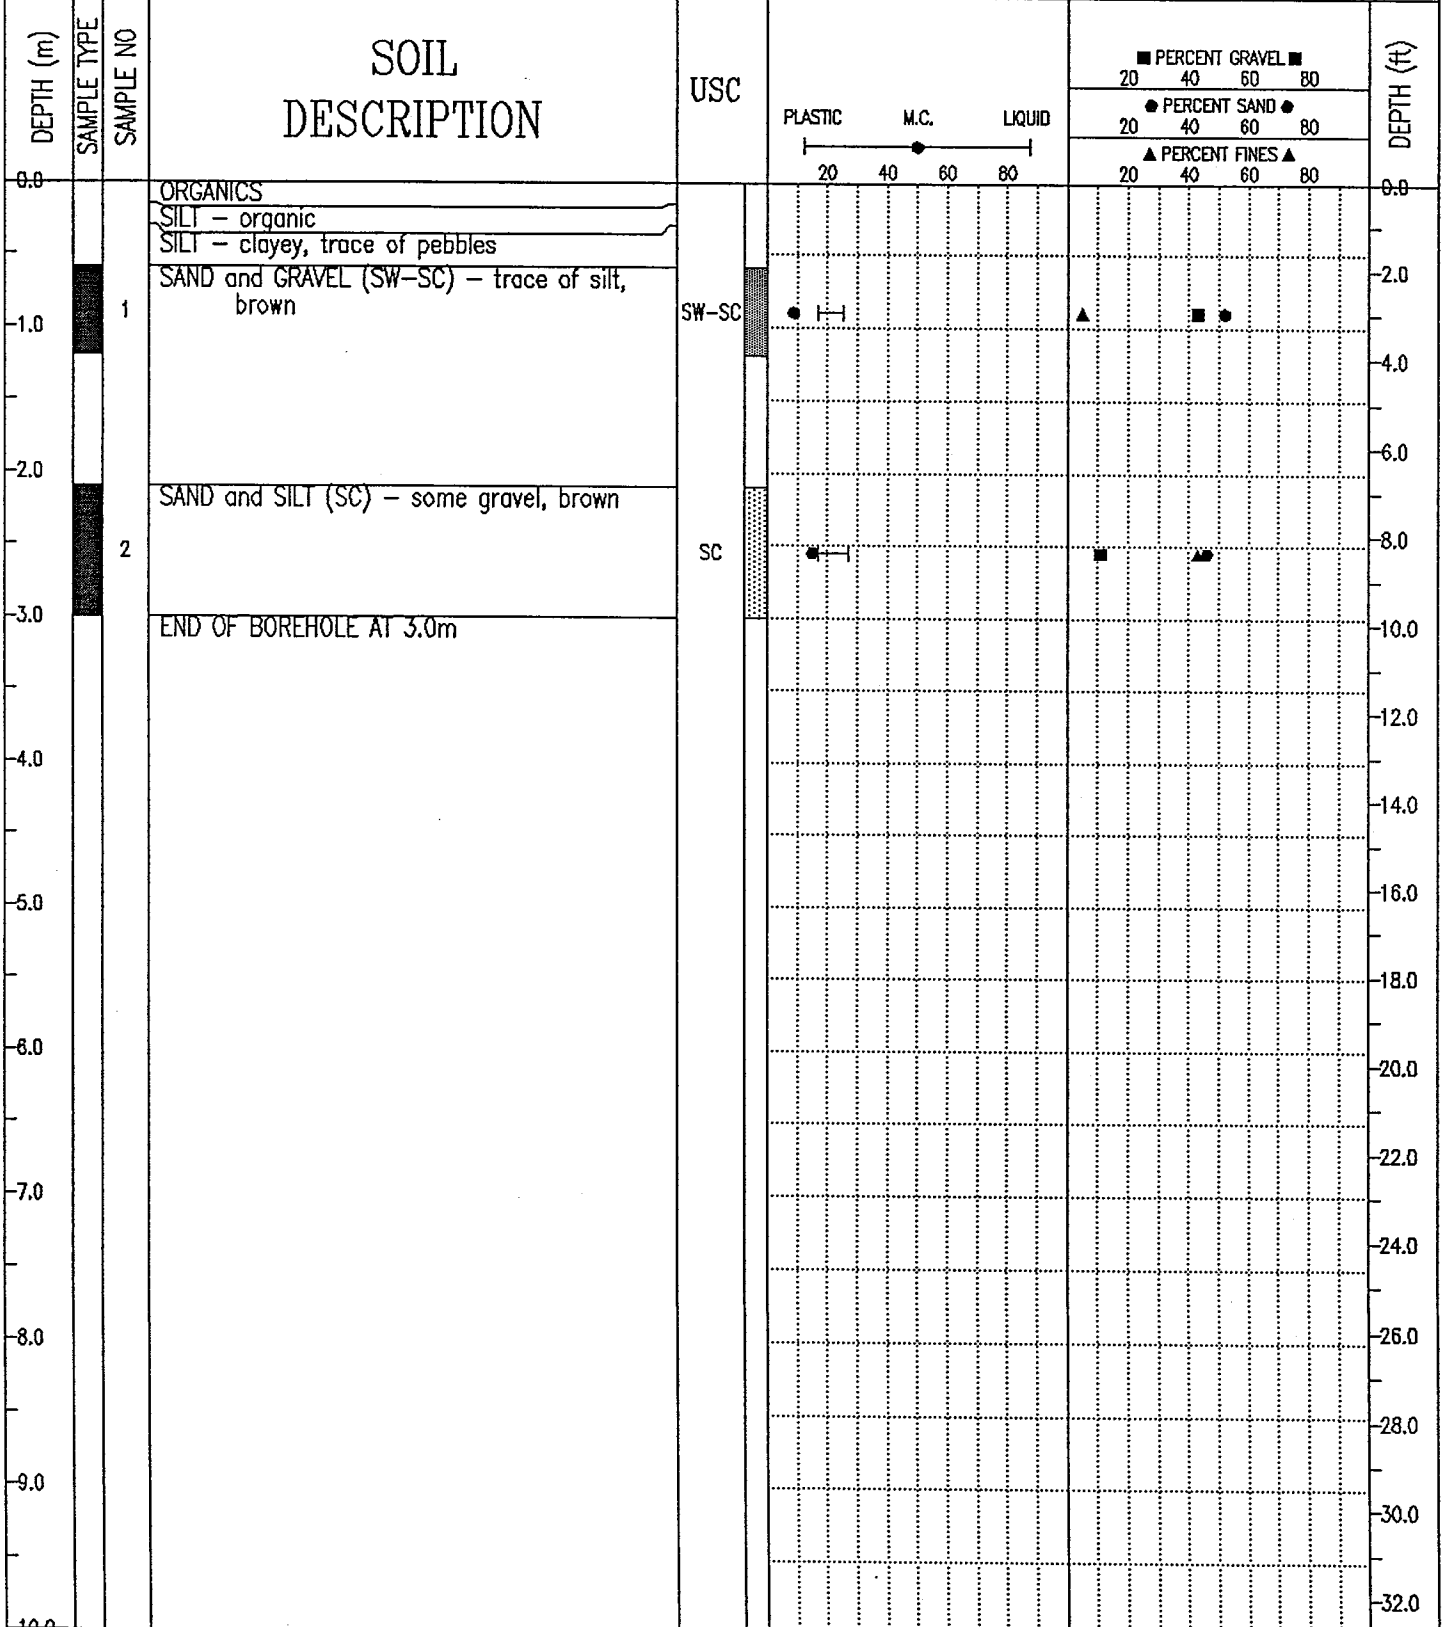 DEPTH (m)
SAMPLE TYPE
SAMPLE NO
SOIL
DESCRIPTION
USC
PLASTIC M.C. LIQUID
20 40 60 80
■ PERCENT GRAVEL ■
20 40 60 80
● PERCENT SAND ●
20 40 60 80
▲ PERCENT FINES ▲
20 40 60 80
DEPTH (ft)
0.0
ORGANICS
0.0
SILT – organic
SILT – clayey, trace of pebbles
SAND and GRAVEL (SW–SC) – trace of silt,
brown
1
SW–SC
2.0
1.0
4.0
6.0
2.0
SAND and SILT (SC) – some gravel, brown
2
SC
8.0
3.0
END OF BOREHOLE AT 3.0m
10.0
12.0
4.0
14.0
16.0
5.0
18.0
6.0
20.0
22.0
7.0
24.0
8.0
26.0
28.0
9.0
30.0
32.0
10.0